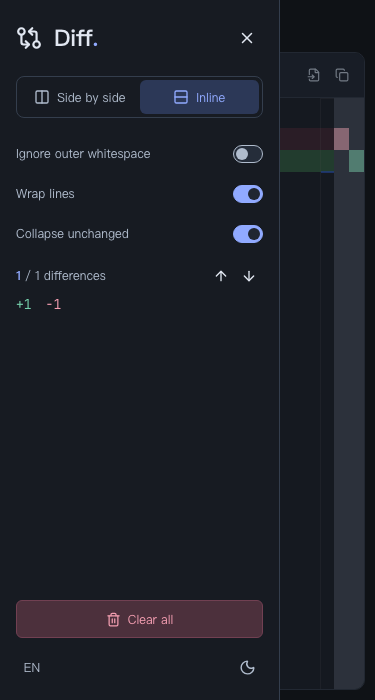 Diff.
Side by side
Inline
Ignore outer whitespace
Wrap lines
Collapse unchanged
1 / 1 differences
+1 -1
Clear all
EN